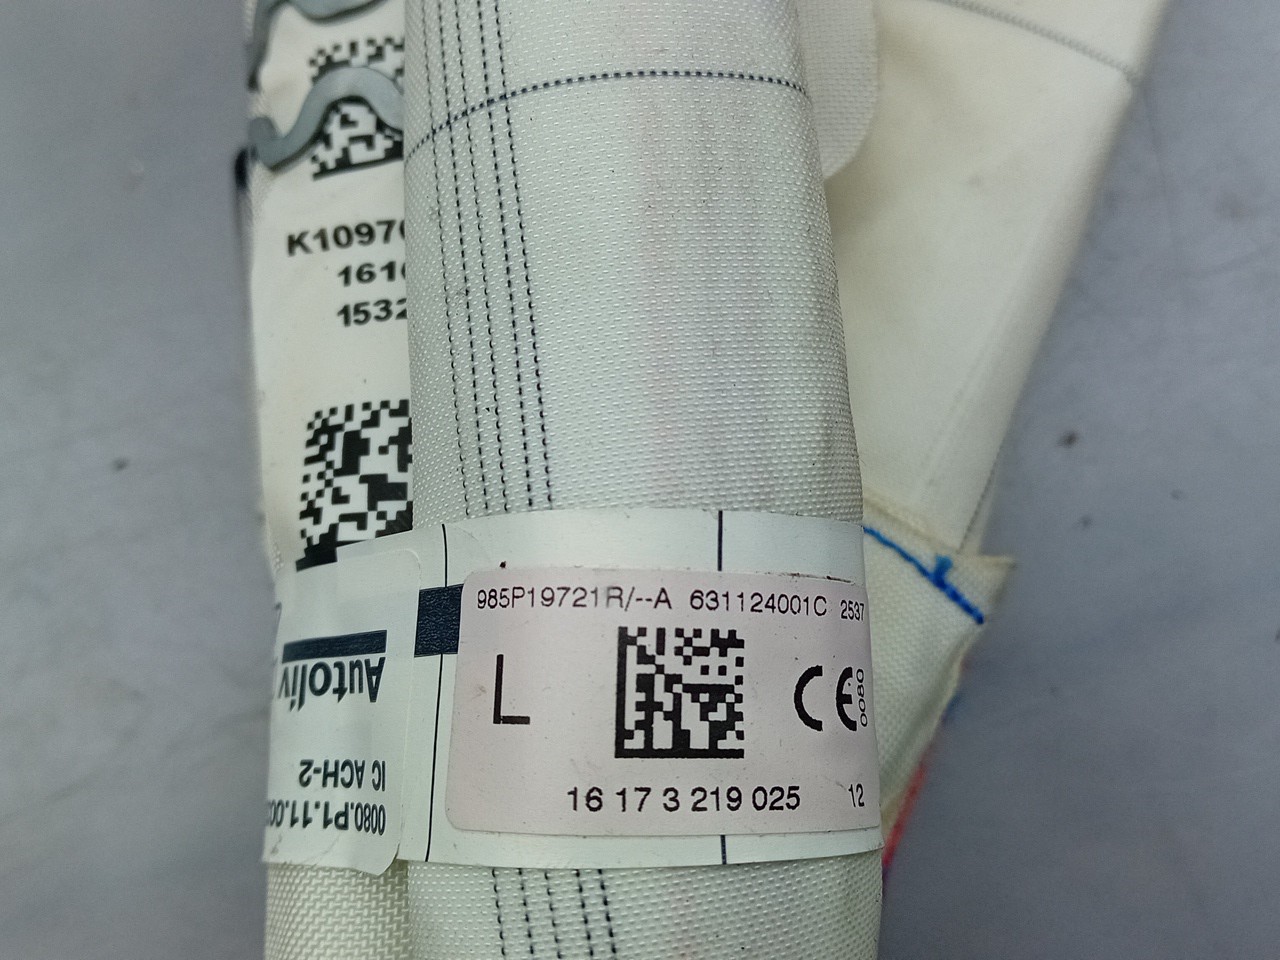 K1097
161
1532
985P19721R/--A 631124001C 2537
L
CE
0080
16 17 3 219 025 12
Autoliv
IC ACH-2
0080.P1.11.00